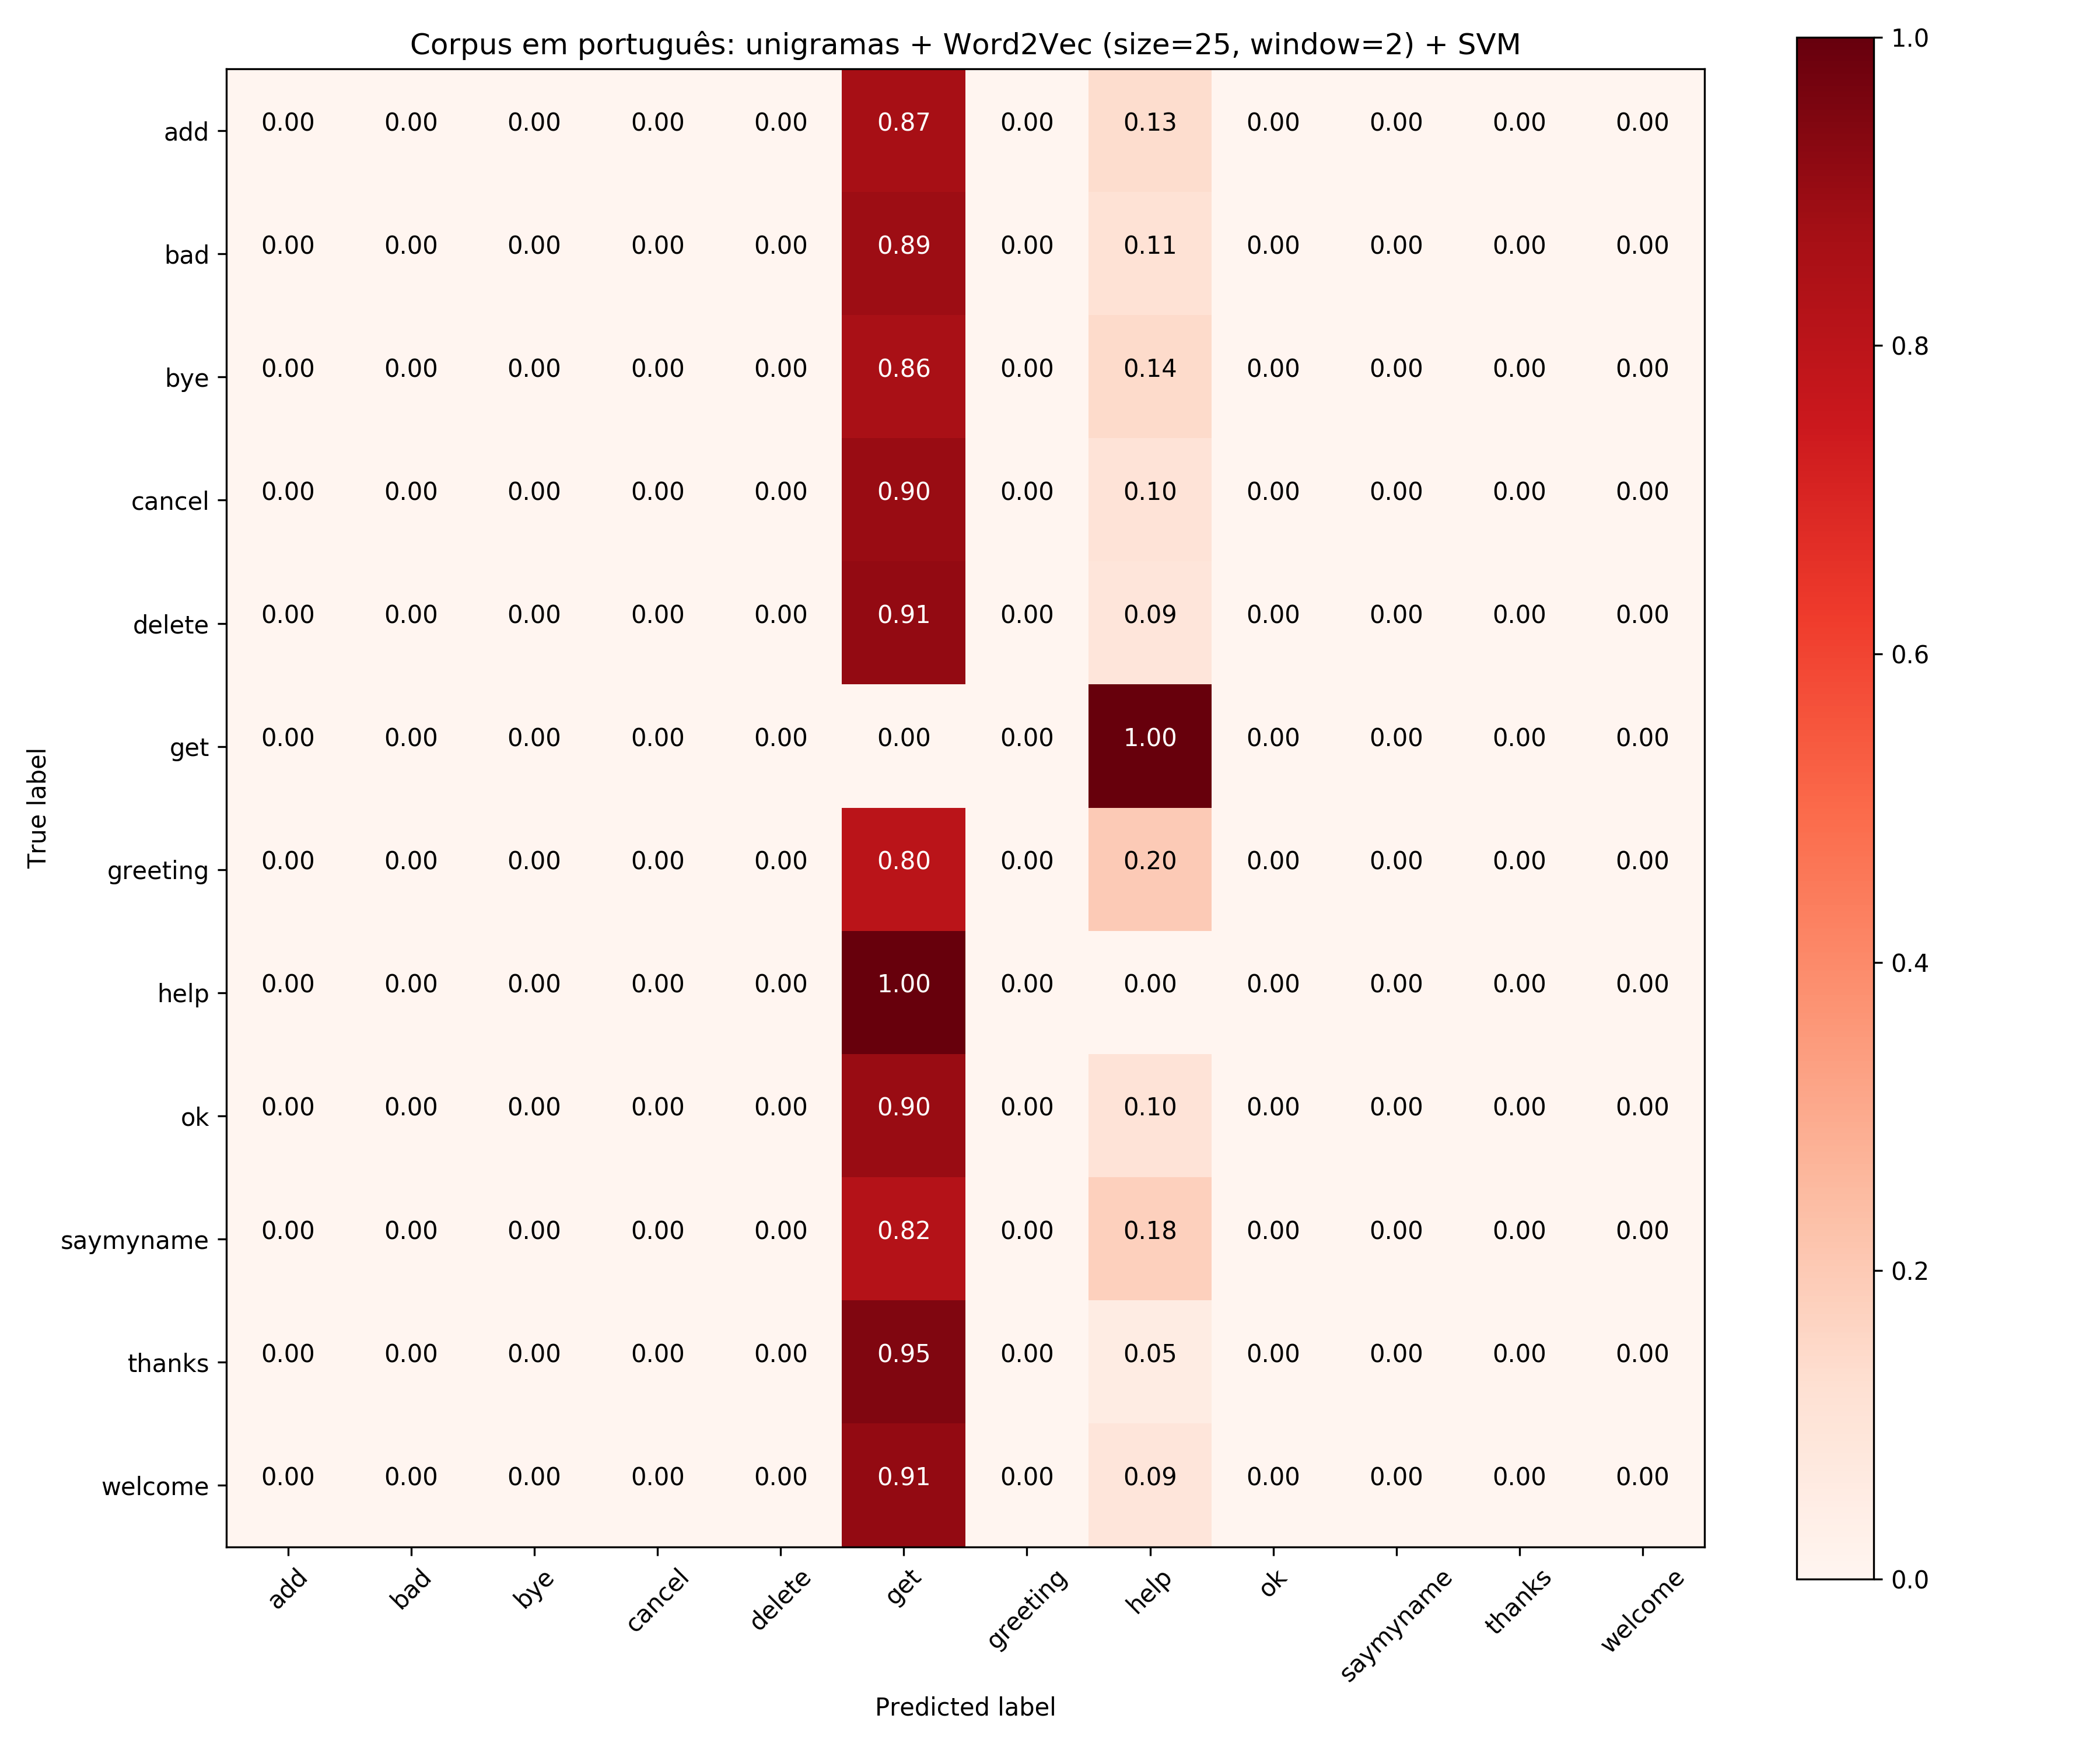 Corpus em português: unigramas + Word2Vec (size=25, window=2) + SVM
1.0
add 0.00 0.00 0.00 0.00 0.00 0.87 0.00 0.13 0.00 0.00 0.00 0.00
bad 0.00 0.00 0.00 0.00 0.00 0.89 0.00 0.11 0.00 0.00 0.00 0.00
0.8
bye 0.00 0.00 0.00 0.00 0.00 0.86 0.00 0.14 0.00 0.00 0.00 0.00
cancel 0.00 0.00 0.00 0.00 0.00 0.90 0.00 0.10 0.00 0.00 0.00 0.00
delete 0.00 0.00 0.00 0.00 0.00 0.91 0.00 0.09 0.00 0.00 0.00 0.00
0.6
get 0.00 0.00 0.00 0.00 0.00 0.00 0.00 1.00 0.00 0.00 0.00 0.00
True label
greeting 0.00 0.00 0.00 0.00 0.00 0.80 0.00 0.20 0.00 0.00 0.00 0.00
0.4
help 0.00 0.00 0.00 0.00 0.00 1.00 0.00 0.00 0.00 0.00 0.00 0.00
ok 0.00 0.00 0.00 0.00 0.00 0.90 0.00 0.10 0.00 0.00 0.00 0.00
saymyname 0.00 0.00 0.00 0.00 0.00 0.82 0.00 0.18 0.00 0.00 0.00 0.00
0.2
thanks 0.00 0.00 0.00 0.00 0.00 0.95 0.00 0.05 0.00 0.00 0.00 0.00
welcome 0.00 0.00 0.00 0.00 0.00 0.91 0.00 0.09 0.00 0.00 0.00 0.00
0.0
add bad bye cancel delete get greeting help ok saymyname thanks welcome
Predicted label